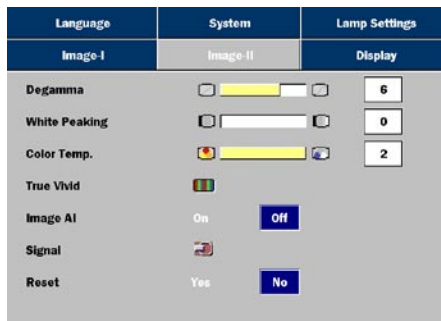 Language System Lamp Settings
Image-I Image-II Display
Degamma 6
White Peaking 0
Color Temp. 2
True Vivid
Image AI On Off
Signal
Reset Yes No